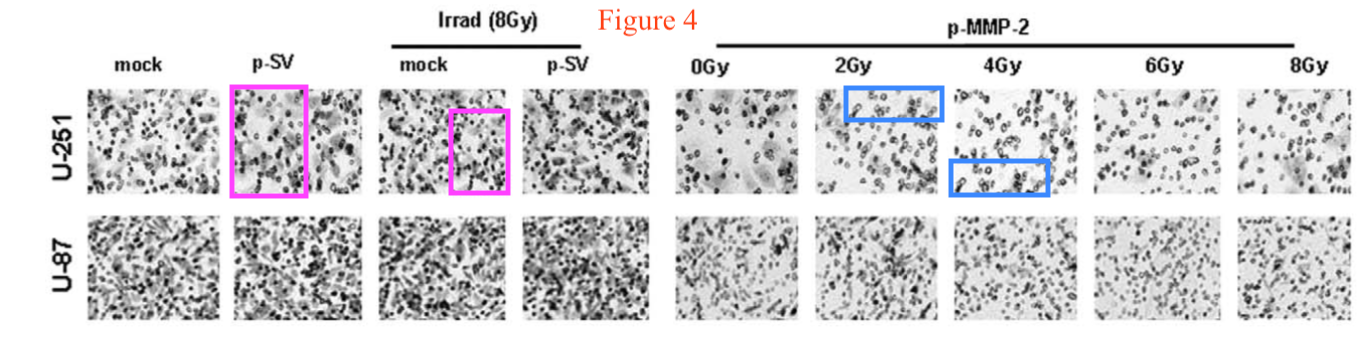 Figure 4
Irrad (8Gy)
p-MMP-2
mock p-SV mock p-SV 0Gy 2Gy 4Gy 6Gy 8Gy
U-251
U-87